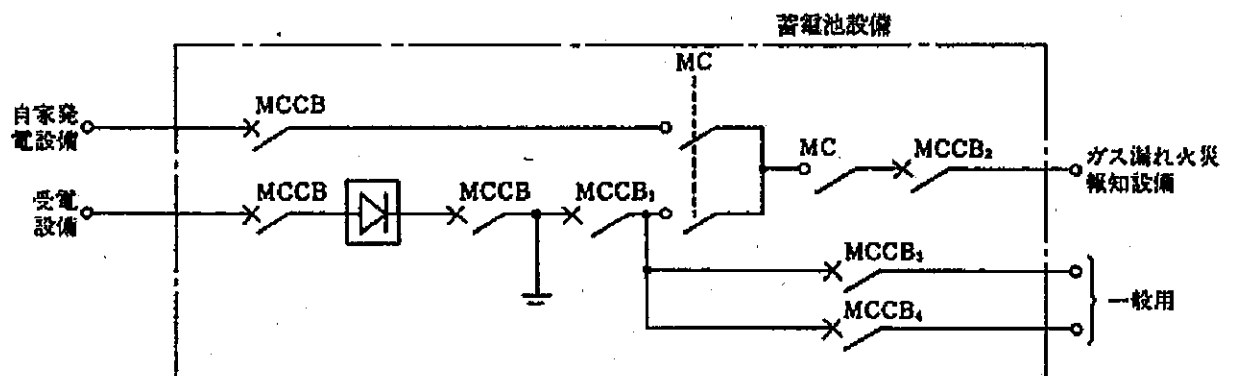 蓄電池設備
MC
自家発
電設備
MCCB
MC
MCCB₂
ガス漏れ火災
報知設備
受電
設備
MCCB
MCCB
MCCB₁
MCCB₃
一般用
MCCB₄